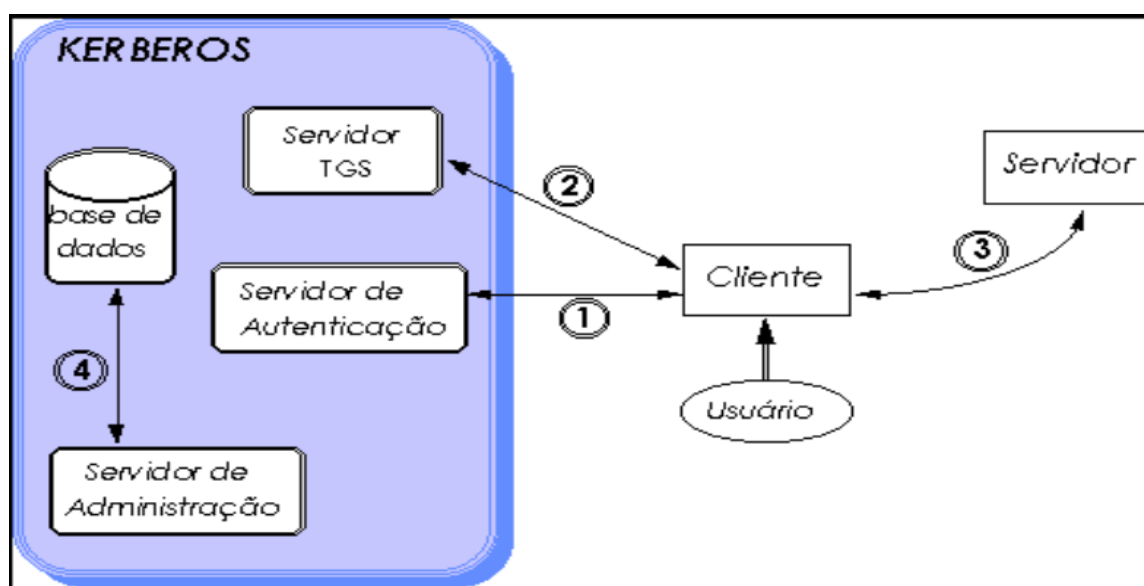 KERBEROS
Servidor
TGS
2
Servidor
base de
dados
Cliente
3
Servidor de
Autenticação
1
4
Usuário
Servidor de
Administração